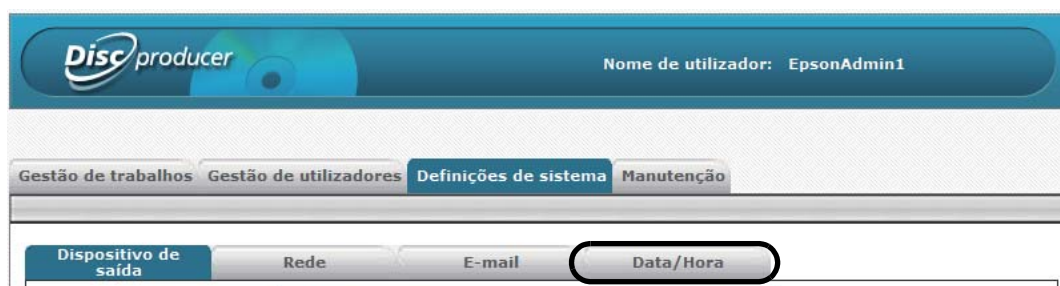 Disc producer
Nome de utilizador: EpsonAdmin1
Gestão de trabalhos Gestão de utilizadores Definições de sistema Manutenção
Dispositivo de saída Rede E-mail Data/Hora